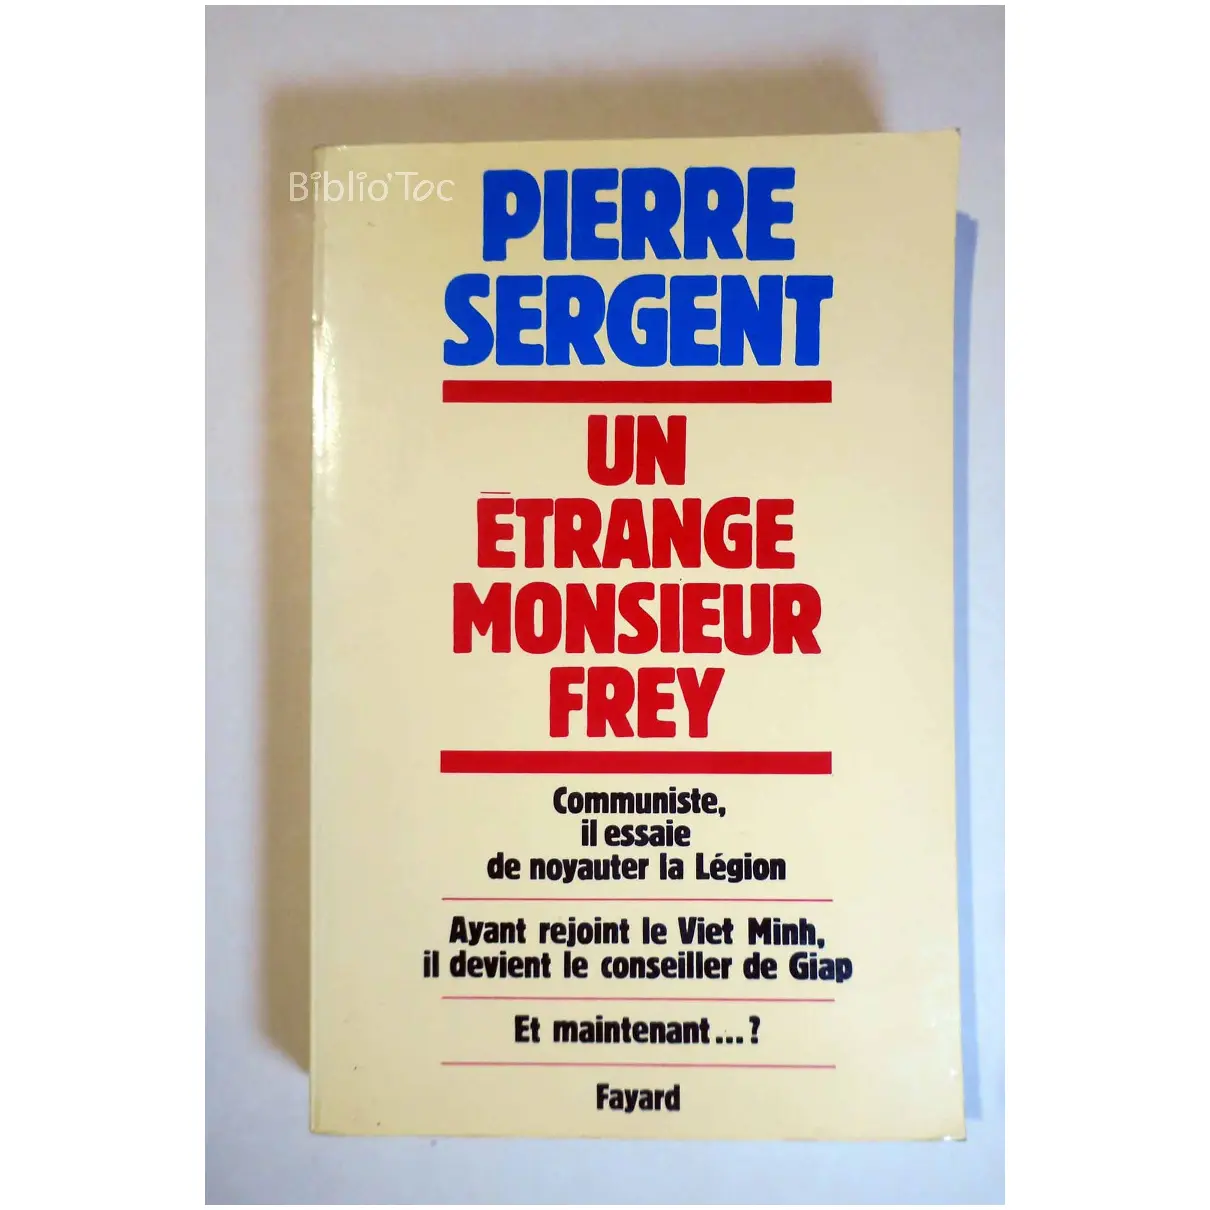 Biblio'Toc
PIERRE
SERGENT
UN
ÉTRANGE
MONSIEUR
FREY
Communiste,
il essaie
de noyauter la Légion
Ayant rejoint le Viet Minh,
il devient le conseiller de Giap
Et maintenant...?
Fayard